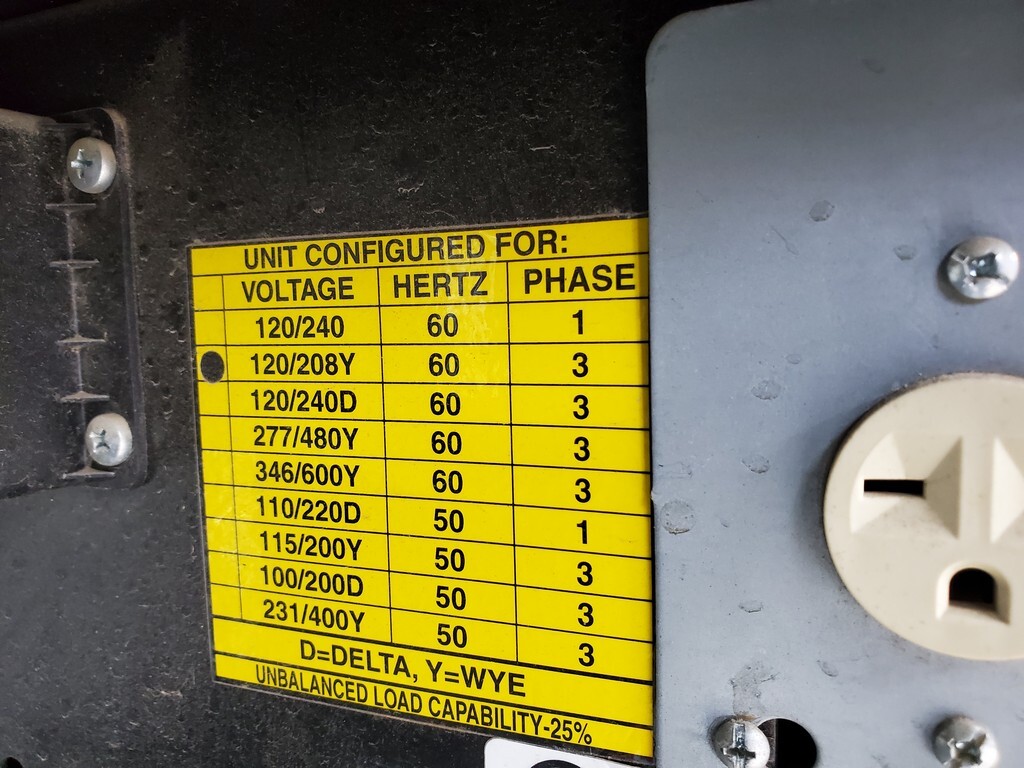 UNIT CONFIGURED FOR:
VOLTAGE HERTZ PHASE
120/240 60 1
120/208Y 60 3
120/240D 60 3
277/480Y 60 3
346/600Y 60 3
110/220D 50 1
115/200Y 50 3
100/200D 50 3
231/400Y 50 3
D=DELTA, Y=WYE
UNBALANCED LOAD CAPABILITY-25%